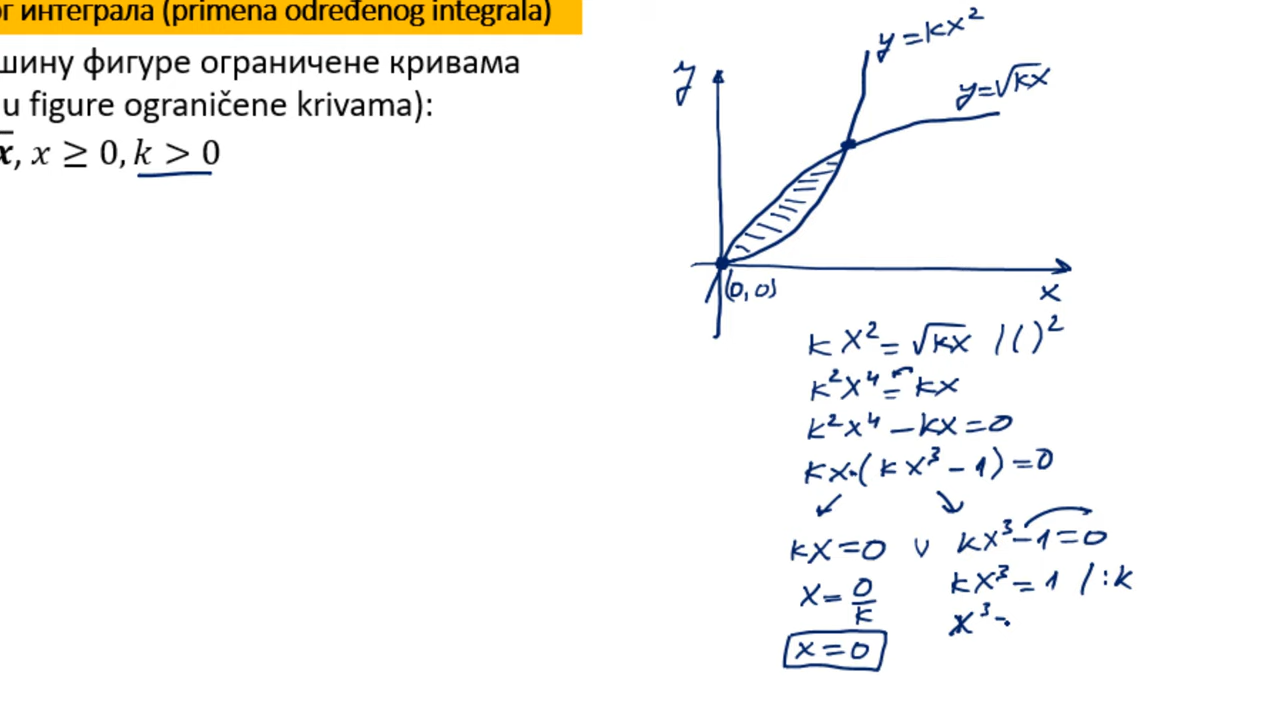 ог интеграла (primena određenog integrala)
шину фигуре ограничене кривама
u figure ograničene krivama):
x, x ≥ 0, k > 0
y
y = kx²
y=√kx
(0, 0)
x
kx² = √kx /()²
k²x⁴ = kx
k²x⁴ - kx = 0
kx·(kx³ - 1) = 0
kx = 0 ∨ kx³ - 1 = 0
x = 0/k kx³ = 1 /:k
x = 0 x³ -